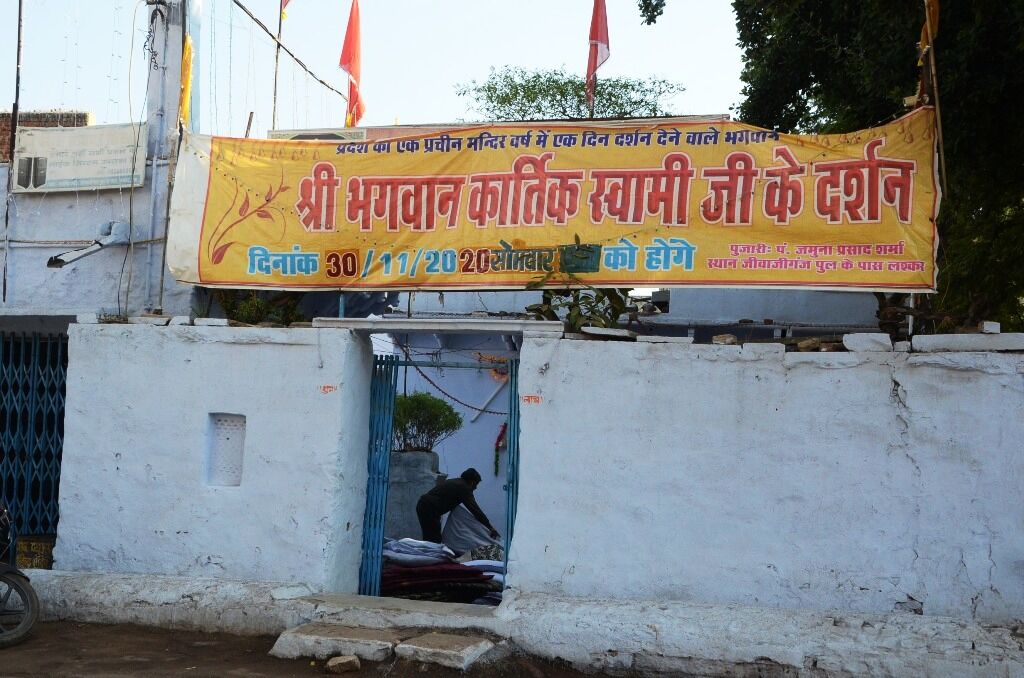 प्रदेश का एक प्रचीन मन्दिर वर्ष में एक दिन दर्शन देने वाले भगवान
श्री भगवान कार्तिक स्वामी जी के दर्शन
दिनांक 30/11/2020 सोमवार को होंगे
पुजारीः पं. जमुना प्रसाद शर्मा
स्थान जीवाजीगंज पुल के पास लश्कर
॥शुभ॥
॥लाभ॥